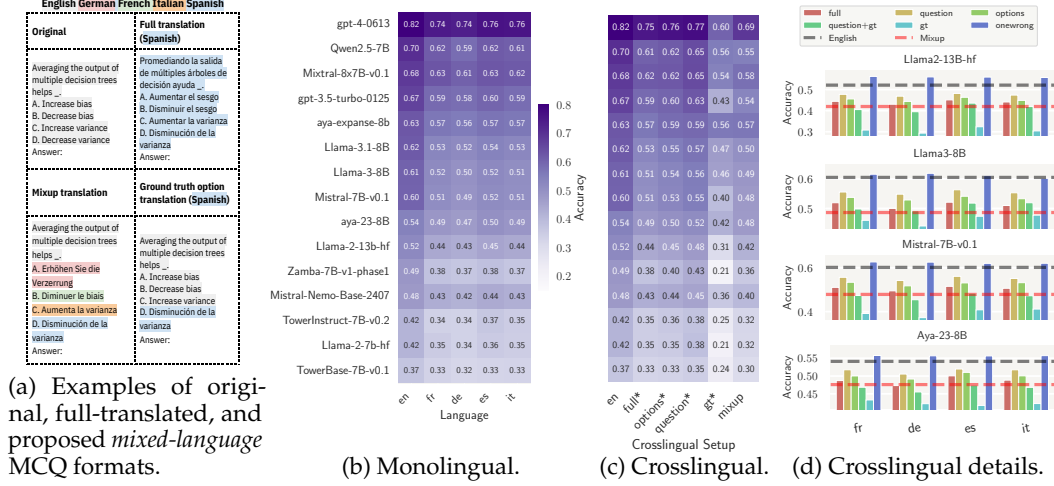 English German French Italian Spanish
Original
Full translation
(Spanish)
Averaging the output of
multiple decision trees
helps _.
A. Increase bias
B. Decrease bias
C. Increase variance
D. Decrease variance
Answer:
Promediando la salida
de múltiples árboles de
decisión ayuda _.
A. Aumentar el sesgo
B. Disminuir el sesgo
C. Aumentar la varianza
D. Disminución de la
varianza
Answer:
Mixup translation
Ground truth option
translation (Spanish)
Averaging the output of
multiple decision trees
helps _.
A. Erhöhen Sie die
Verzerrung
B. Diminuer le biais
C. Aumenta la varianza
D. Disminución de la
varianza
Answer:
Averaging the output of
multiple decision trees
helps _.
A. Increase bias
B. Decrease bias
C. Increase variance
D. Disminución de la
varianza
Answer:
(a) Examples of origi-
nal, full-translated, and
proposed mixed-language
MCQ formats.
gpt-4-0613 0.82 0.74 0.74 0.76 0.76
Qwen2.5-7B 0.70 0.62 0.59 0.62 0.61
Mixtral-8x7B-v0.1 0.68 0.63 0.61 0.63 0.62
gpt-3.5-turbo-0125 0.67 0.59 0.58 0.60 0.59
aya-expanse-8b 0.63 0.57 0.56 0.57 0.57
Llama-3.1-8B 0.62 0.53 0.52 0.54 0.53
Llama-3-8B 0.61 0.52 0.50 0.52 0.51
Mistral-7B-v0.1 0.60 0.51 0.49 0.52 0.51
aya-23-8B 0.54 0.49 0.47 0.50 0.49
Llama-2-13b-hf 0.52 0.44 0.43 0.45 0.44
Zamba-7B-v1-phase1 0.49 0.38 0.37 0.38 0.37
Mistral-Nemo-Base-2407 0.48 0.43 0.42 0.44 0.43
TowerInstruct-7B-v0.2 0.42 0.34 0.34 0.37 0.35
Llama-2-7b-hf 0.42 0.35 0.34 0.36 0.35
TowerBase-7B-v0.1 0.37 0.33 0.32 0.33 0.33
en fr de es it
Language
0.8
0.7
0.6
0.5
0.4
0.3
0.2
Accuracy
(b) Monolingual.
0.82 0.75 0.76 0.77 0.60 0.69
0.70 0.61 0.62 0.65 0.56 0.55
0.68 0.62 0.62 0.65 0.54 0.58
0.67 0.59 0.60 0.63 0.43 0.54
0.63 0.57 0.59 0.59 0.56 0.57
0.62 0.53 0.55 0.57 0.47 0.50
0.61 0.51 0.54 0.56 0.46 0.49
0.60 0.51 0.53 0.55 0.40 0.48
0.54 0.49 0.50 0.52 0.42 0.48
0.52 0.44 0.45 0.48 0.31 0.42
0.49 0.38 0.40 0.43 0.21 0.36
0.48 0.43 0.44 0.45 0.36 0.40
0.42 0.35 0.36 0.38 0.25 0.32
0.42 0.35 0.35 0.38 0.21 0.32
0.37 0.33 0.33 0.35 0.24 0.30
en full* options* question* gt* mixup
Crosslingual Setup
(c) Crosslingual.
full question options
question+gt gt onewrong
English Mixup
Llama2-13B-hf
Accuracy
0.5
0.4
0.3
Llama3-8B
Accuracy
0.6
0.5
Mistral-7B-v0.1
Accuracy
0.6
0.4
Aya-23-8B
Accuracy
0.55
0.50
0.45
fr de es it
(d) Crosslingual details.